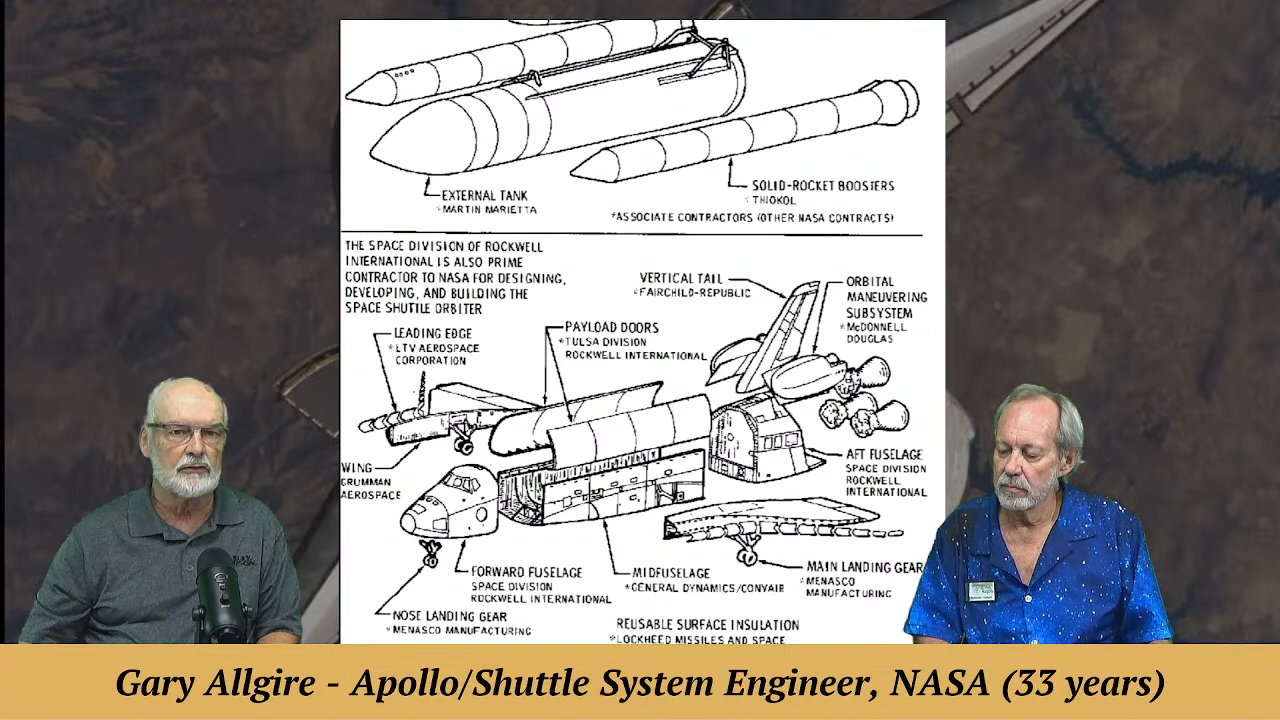 EXTERNAL TANK
*MARTIN MARIETTA
SOLID-ROCKET BOOSTERS
*THIOKOL
*ASSOCIATE CONTRACTORS (OTHER NASA CONTRACTS)
THE SPACE DIVISION OF ROCKWELL
INTERNATIONAL IS ALSO PRIME
CONTRACTOR TO NASA FOR DESIGNING,
DEVELOPING, AND BUILDING THE
SPACE SHUTTLE ORBITER
VERTICAL TAIL
*FAIRCHILD-REPUBLIC
ORBITAL
MANEUVERING
SUBSYSTEM
*McDONNELL
DOUGLAS
LEADING EDGE
*LTV AEROSPACE
CORPORATION
PAYLOAD DOORS
*TULSA DIVISION
ROCKWELL INTERNATIONAL
WING
GRUMMAN
AEROSPACE
AFT FUSELAGE
SPACE DIVISION
ROCKWELL
INTERNATIONAL
FORWARD FUSELAGE
SPACE DIVISION
ROCKWELL INTERNATIONAL
MIDFUSELAGE
*GENERAL DYNAMICS/CONVAIR
MAIN LANDING GEAR
*MENASCO
MANUFACTURING
NOSE LANDING GEAR
*MENASCO MANUFACTURING
REUSABLE SURFACE INSULATION
*LOCKHEED MISSILES AND SPACE
Gary Allgire - Apollo/Shuttle System Engineer, NASA (33 years)